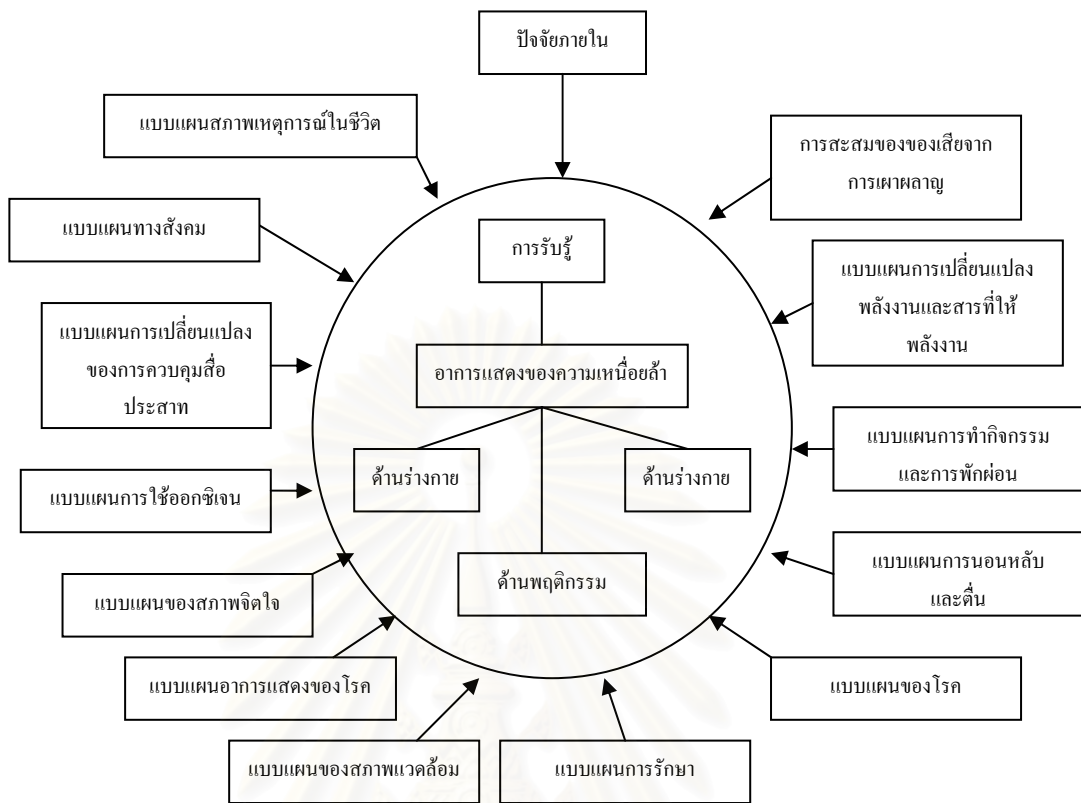 ปัจจัยภายใน
แบบแผนสภาพเหตุการณ์ในชีวิต
การสะสมของของเสียจาก
การเผาผลาญ
แบบแผนทางสังคม
การรับรู้
แบบแผนการเปลี่ยนแปลง
พลังงานและสารที่ให้
พลังงาน
แบบแผนการเปลี่ยนแปลง
ของการควบคุมสื่อ
ประสาท
อาการแสดงของความเหนื่อยล้า
แบบแผนการทำกิจกรรม
และการพักผ่อน
ด้านร่างกาย
ด้านร่างกาย
แบบแผนการใช้ออกซิเจน
แบบแผนการนอนหลับ
และตื่น
ด้านพฤติกรรม
แบบแผนของสภาพจิตใจ
แบบแผนอาการแสดงของโรค
แบบแผนของโรค
แบบแผนของสภาพแวดล้อม
แบบแผนการรักษา